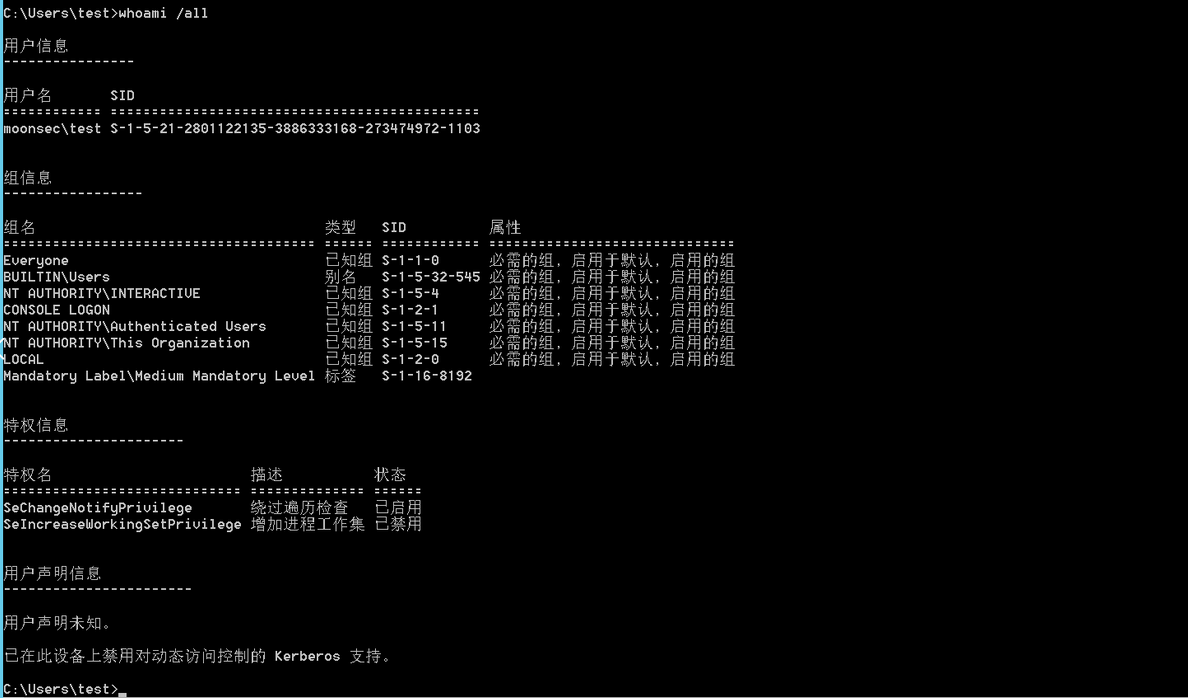 C:\Users\test>whoami /all
用户信息
----------------
用户名       SID
============ =============================================
moonsec\test S-1-5-21-2801122135-3886333168-273474972-1103
组信息
-----------------
组名                                   类型   SID          属性
====================================== ====== ============ ==============================
Everyone                               已知组 S-1-1-0      必需的组, 启用于默认, 启用的组
BUILTIN\Users                          别名   S-1-5-32-545 必需的组, 启用于默认, 启用的组
NT AUTHORITY\INTERACTIVE               已知组 S-1-5-4      必需的组, 启用于默认, 启用的组
CONSOLE LOGON                          已知组 S-1-2-1      必需的组, 启用于默认, 启用的组
NT AUTHORITY\Authenticated Users       已知组 S-1-5-11     必需的组, 启用于默认, 启用的组
NT AUTHORITY\This Organization         已知组 S-1-5-15     必需的组, 启用于默认, 启用的组
LOCAL                                  已知组 S-1-2-0      必需的组, 启用于默认, 启用的组
Mandatory Label\Medium Mandatory Level 标签   S-1-16-8192
特权信息
----------------------
特权名                        描述           状态
============================= ============== ======
SeChangeNotifyPrivilege       绕过遍历检查   已启用
SeIncreaseWorkingSetPrivilege 增加进程工作集 已禁用
用户声明信息
-----------------------
用户声明未知。
已在此设备上禁用对动态访问控制的 Kerberos 支持。
C:\Users\test>_